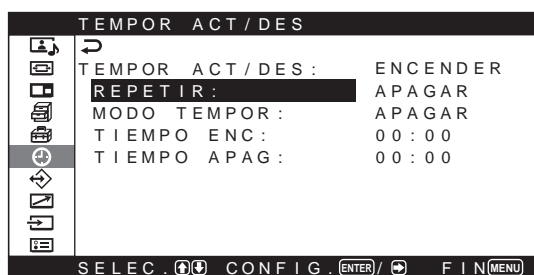 TEMPOR ACT/DES
TEMPOR ACT/DES: ENCENDER
REPETIR: APAGAR
MODO TEMPOR: APAGAR
TIEMPO ENC: 00:00
TIEMPO APAG: 00:00
SELEC. CONFIG. ENTER / FIN MENU